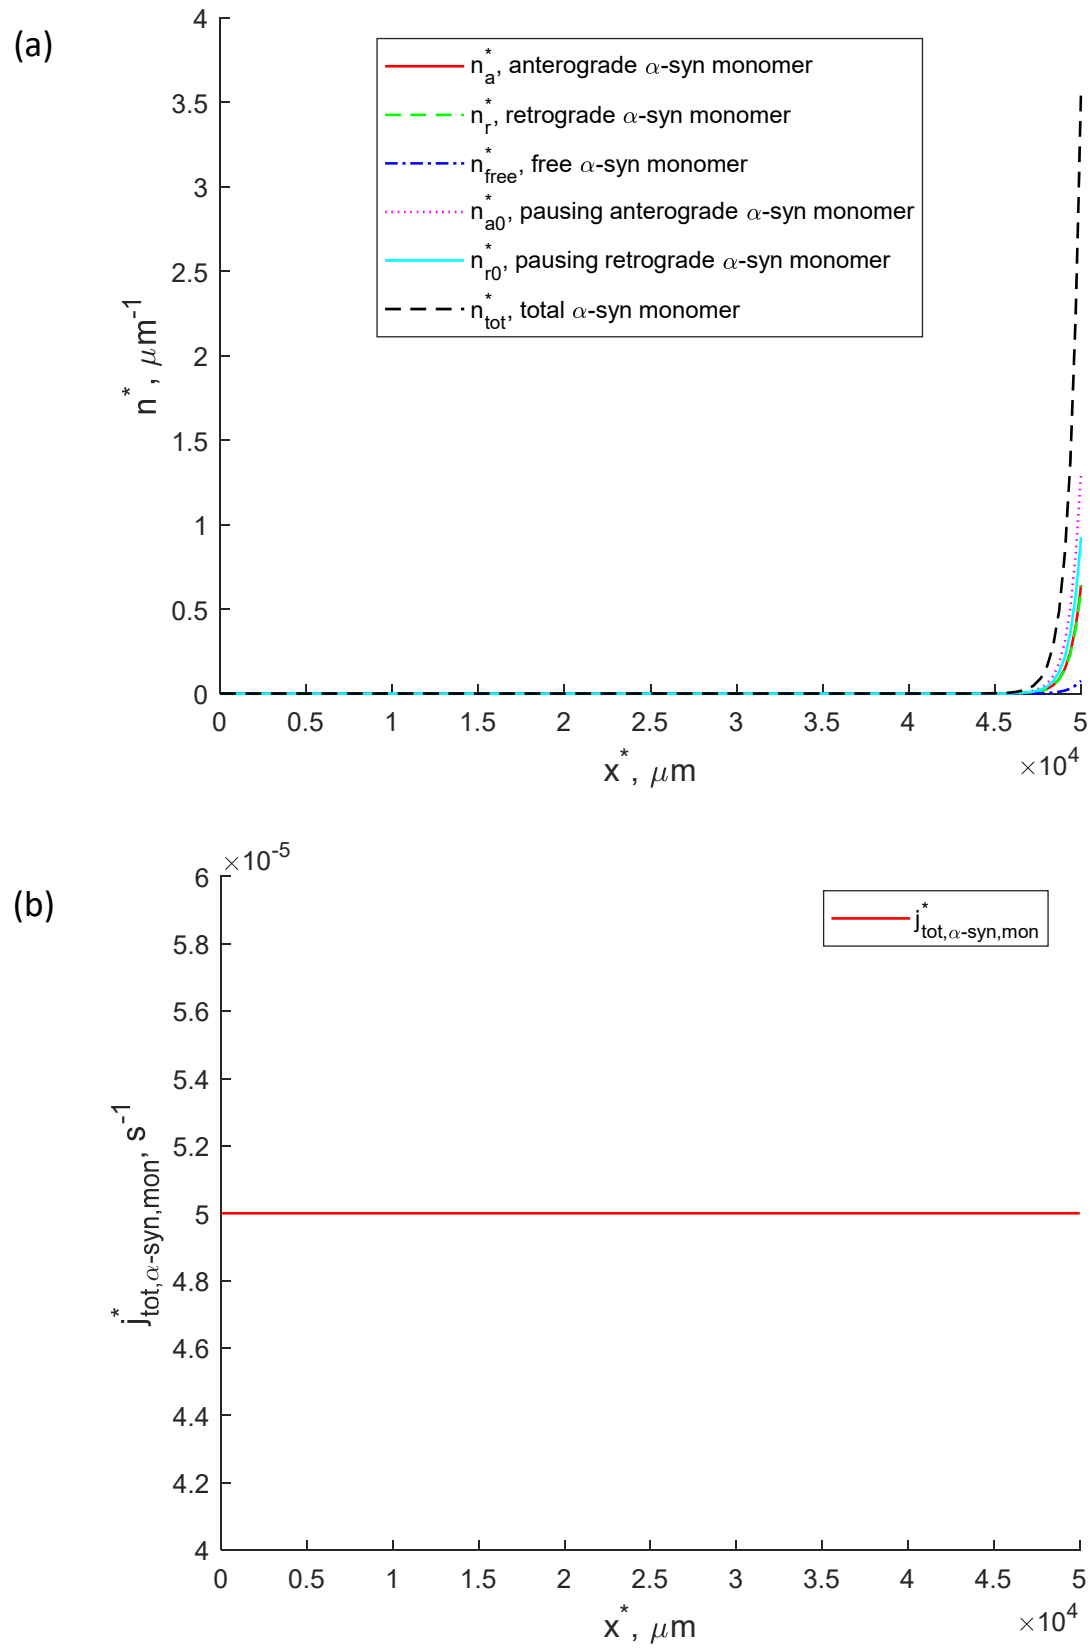 (a)
4
3.5
3
2.5
2
1.5
1
0.5
0
n*, μm-1
n*a, anterograde α-syn monomer
n*r, retrograde α-syn monomer
n*free, free α-syn monomer
n*a0, pausing anterograde α-syn monomer
n*r0, pausing retrograde α-syn monomer
n*tot, total α-syn monomer
0 0.5 1 1.5 2 2.5 3 3.5 4 4.5 5
×10^4
x*, μm
(b)
×10^-5
6
5.8
5.6
5.4
5.2
5
4.8
4.6
4.4
4.2
4
j*tot,α-syn,mon, s-1
j*tot,α-syn,mon
0 0.5 1 1.5 2 2.5 3 3.5 4 4.5 5
×10^4
x*, μm